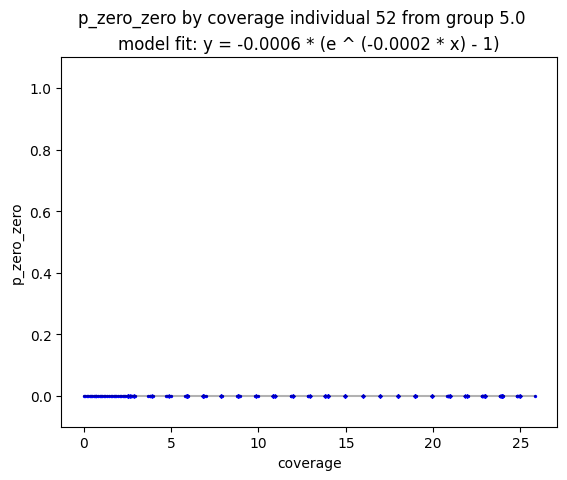 p_zero_zero by coverage individual 52 from group 5.0
model fit: y = -0.0006 * (e ^ (-0.0002 * x) - 1)
1.0
0.8
0.6
0.4
0.2
0.0
p_zero_zero
0 5 10 15 20 25
coverage